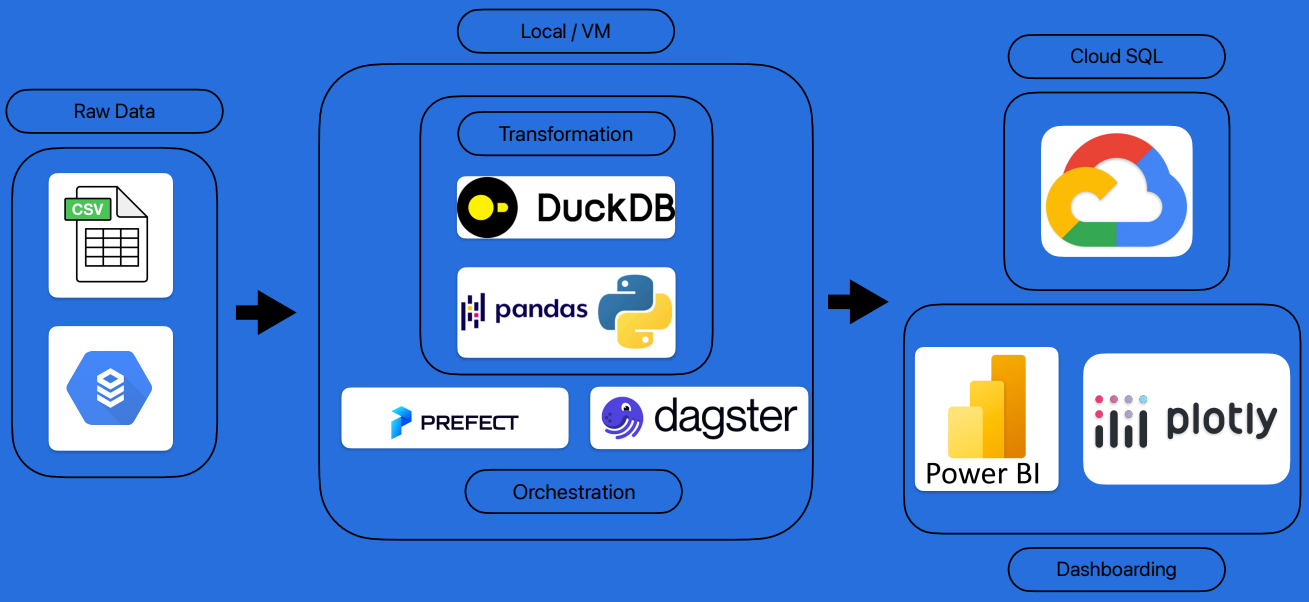 Raw Data
CSV
Local / VM
Transformation
DuckDB
pandas
PREFECT
dagster
Orchestration
Cloud SQL
Power BI
plotly
Dashboarding